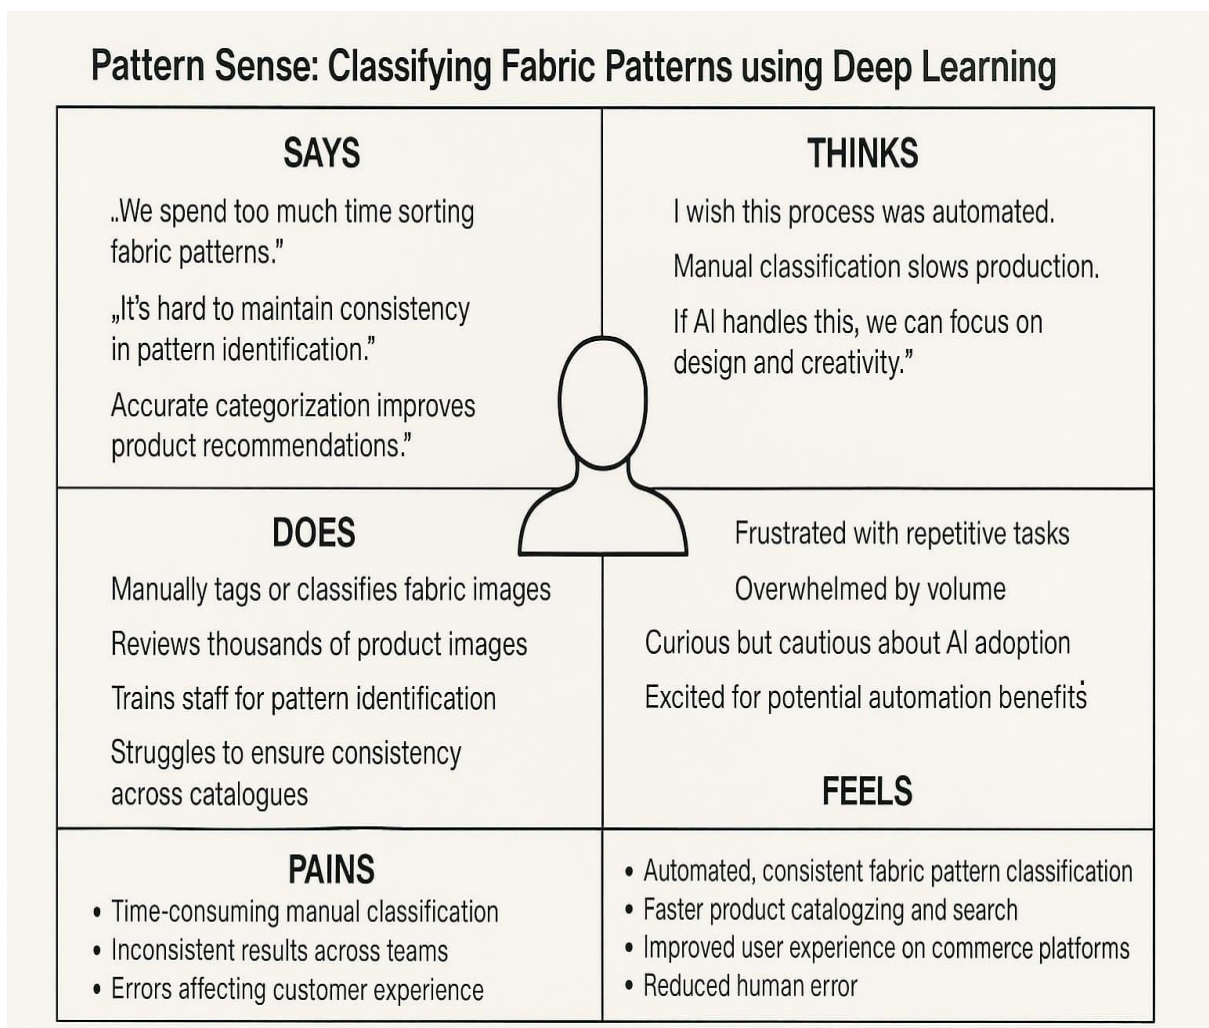 Pattern Sense: Classifying Fabric Patterns using Deep Learning
SAYS
„We spend too much time sorting
fabric patterns.”
„It’s hard to maintain consistency
in pattern identification.”
Accurate categorization improves
product recommendations.”
THINKS
I wish this process was automated.
Manual classification slows production.
If AI handles this, we can focus on
design and creativity.”
DOES
Manually tags or classifies fabric images
Reviews thousands of product images
Trains staff for pattern identification
Struggles to ensure consistency
across catalogues
Frustrated with repetitive tasks
Overwhelmed by volume
Curious but cautious about AI adoption
Excited for potential automation benefits
FEELS
PAINS
• Time-consuming manual classification
• Inconsistent results across teams
• Errors affecting customer experience
• Automated, consistent fabric pattern classification
• Faster product catalogzing and search
• Improved user experience on commerce platforms
• Reduced human error